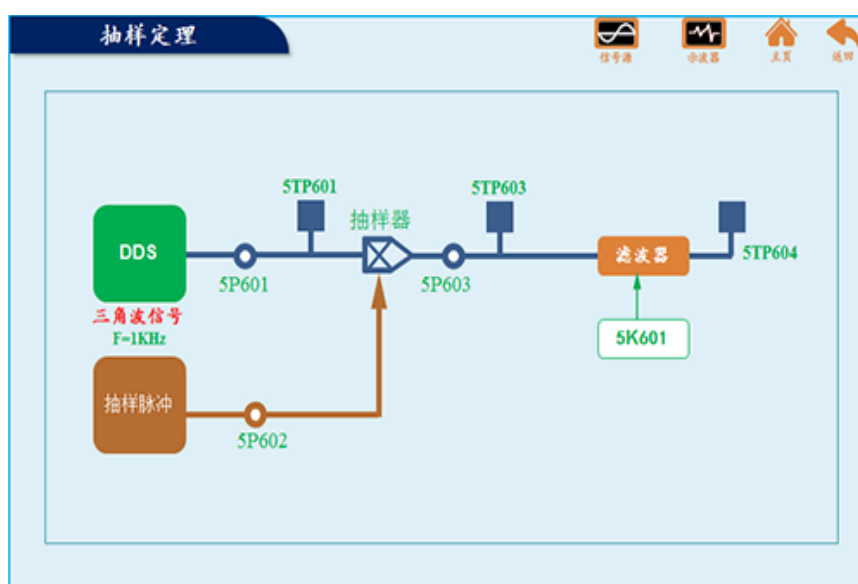 抽样定理
信号源
示波器
主页
返回
5TP601
5TP603
抽样器
DDS
滤波器
5TP604
5P601
5P603
三角波信号
F=1KHz
5K601
抽样脉冲
5P602